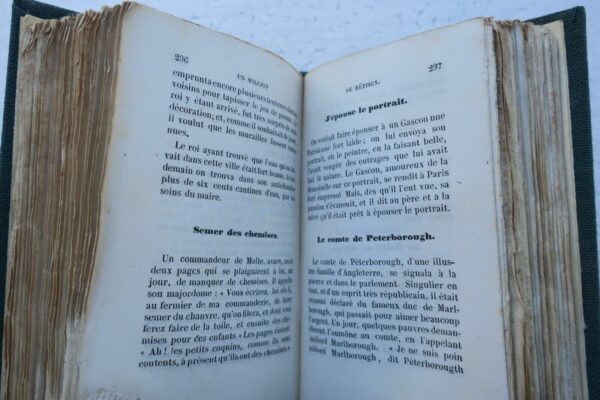 296
UN MILLION
emprunta encore plusieurs tentures chez ses
voisins pour tapisser le jeu de paume
roi y étant arrivé, fut très surpris de cette
décoration; et, comme il souhaitait de jouer
il voulut que les murailles fussent
nues.
Le roi ayant trouvé que l'eau qu'on
vait dans cette ville était fort bonne, le
demain on trouva dans son antichambre
plus de six cents cantines d'eau, par
soins du maire.
Semer des chemises.
Un commandeur de Malte, avare, avait
deux pages qui se plaignirent à lui, un
jour, de manquer de chemises. Il appela
son majordome : « Vous écrirez, lui dit-il,
au fermier de ma commanderie, de faire
semer du chauvre, qu'on filera, et dont vous
ferez faire de la toile, et ensuite des che-
mises pour ces enfants. » Les pages rirent.
« Ah ! les petits coquins, comme ils sont
contents, à présent qu'ils ont des chemises. »
DE BÊTISES.
297
J'épouse le portrait.
On voulait faire épouser à un Gascon une
Parisienne fort laide : on lui envoya son
portrait, où le peintre, en la faisant belle,
l'avait vengée des outrages que lui avait
fait la nature. Le Gascon, amoureux de la
demoiselle sur ce portrait, se rendit à Paris
fort empressé. Mais, dès qu'il l'eut vue, sa
passion s'évanouit, et il dit au père et à la
mère qu'il était prêt à épouser le portrait.
Le comte de Peterborough.
Le comte de Péterborough, d'une illus-
tre famille d'Angleterre, se signala à la
guerre et dans le parlement. Singulier en
tout, et d'un esprit très républicain, il était
ennemi déclaré du fameux duc de Marl-
borough, qui passait pour aimer beaucoup
l'argent. Un jour, quelques pauvres deman-
dèrent l'aumône au comte, en l'appelant
milord Marlborough. « Je ne suis poin
milord Marlborough, dit Péterborougth